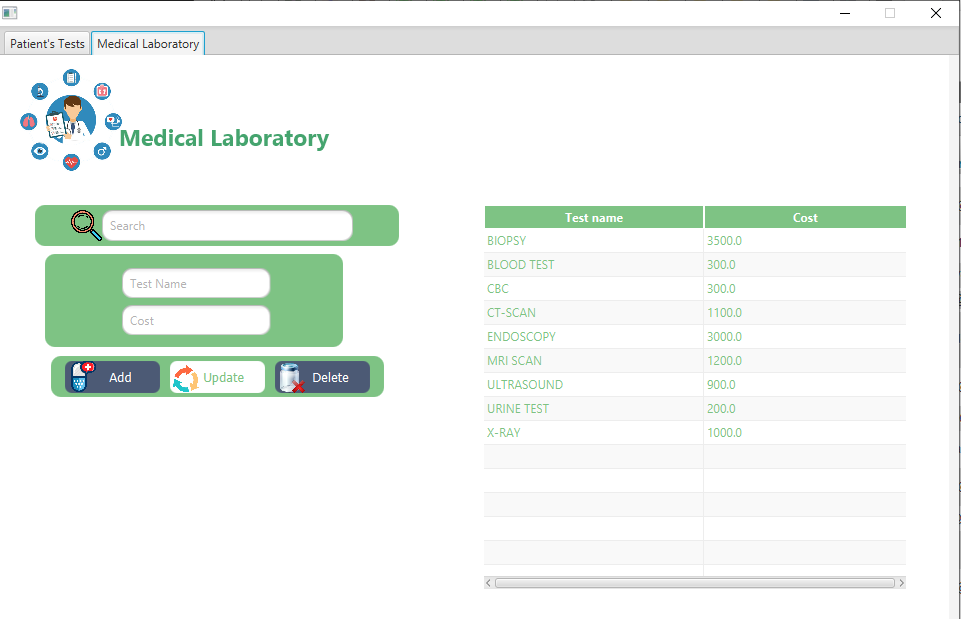 Patient's Tests Medical Laboratory
Medical Laboratory
Search
Test Name
Cost
Add Update Delete
Test name Cost
BIOPSY 3500.0
BLOOD TEST 300.0
CBC 300.0
CT-SCAN 1100.0
ENDOSCOPY 3000.0
MRI SCAN 1200.0
ULTRASOUND 900.0
URINE TEST 200.0
X-RAY 1000.0